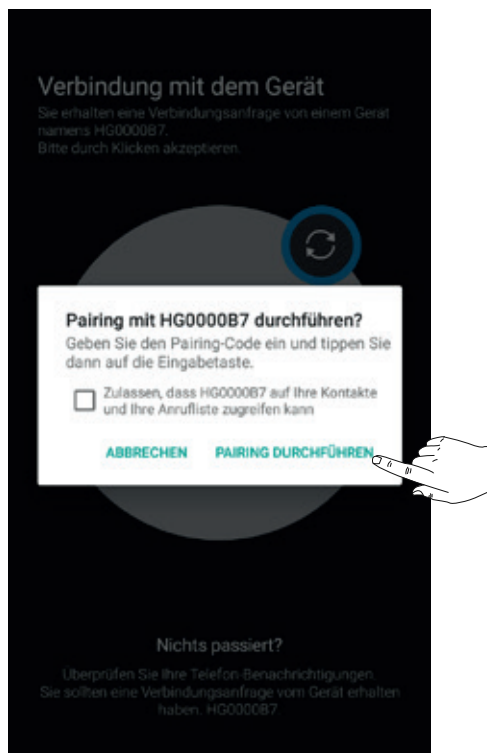 Verbindung mit dem Gerät
Sie erhalten eine Verbindungsanfrage von einem Gerät
namens HG0000B7.
Bitte durch Klicken akzeptieren.
Pairing mit HG0000B7 durchführen?
Geben Sie den Pairing-Code ein und tippen Sie
dann auf die Eingabetaste.
Zulassen, dass HG0000B7 auf Ihre Kontakte
und Ihre Anrufliste zugreifen kann
ABBRECHEN PAIRING DURCHFÜHREN
Nichts passiert?
Überprüfen Sie Ihre Telefon-Benachrichtigungen.
Sie sollten eine Verbindungsanfrage vom Gerät erhalten
haben. HG0000B7